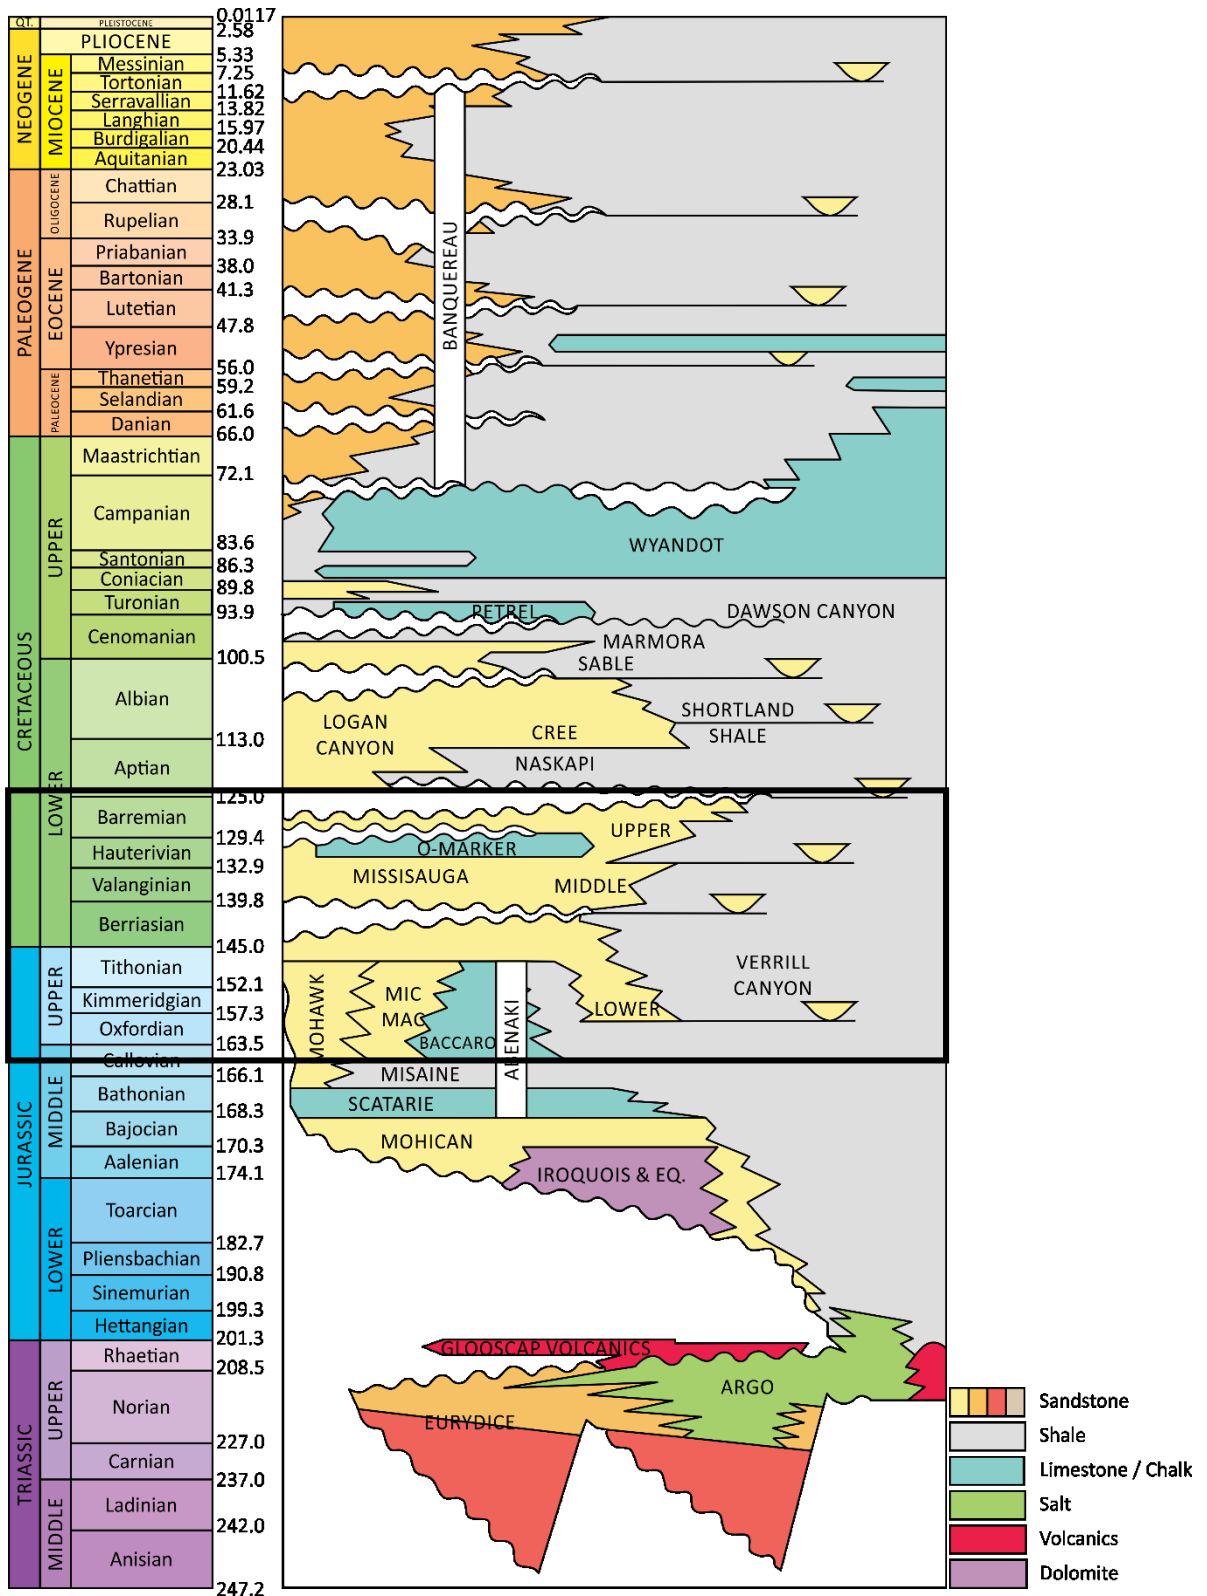 QT.
PLEISTOCENE
0.0117
2.58
NEOGENE
PLIOCENE
5.33
MIOCENE
Messinian
7.25
Tortonian
11.62
Serravallian
13.82
Langhian
15.97
Burdigalian
20.44
Aquitanian
23.03
PALEOGENE
OLIGOCENE
Chattian
28.1
Rupelian
33.9
EOCENE
Priabanian
38.0
Bartonian
41.3
Lutetian
47.8
Ypresian
56.0
PALEOCENE
Thanetian
59.2
Selandian
61.6
Danian
66.0
CRETACEOUS
UPPER
Maastrichtian
72.1
Campanian
83.6
Santonian
86.3
Coniacian
89.8
Turonian
93.9
Cenomanian
100.5
LOWER
Albian
113.0
Aptian
125.0
Barremian
129.4
Hauterivian
132.9
Valanginian
139.8
Berriasian
145.0
JURASSIC
UPPER
Tithonian
152.1
Kimmeridgian
157.3
Oxfordian
163.5
MIDDLE
Callovian
166.1
Bathonian
168.3
Bajocian
170.3
Aalenian
174.1
LOWER
Toarcian
182.7
Pliensbachian
190.8
Sinemurian
199.3
Hettangian
201.3
TRIASSIC
UPPER
Rhaetian
208.5
Norian
227.0
Carnian
237.0
MIDDLE
Ladinian
242.0
Anisian
247.2
BANQUEREAU
WYANDOT
PETREL
DAWSON CANYON
MARMORA
SABLE
LOGAN
CANYON
CREE
SHORTLAND
SHALE
NASKAPI
UPPER
O-MARKER
MISSISAUGA
MIDDLE
VERRILL
CANYON
LOWER
MOHAWK
MIC
MAC
BACCARO
ABENAKI
MISAINE
SCATARIE
MOHICAN
IROQUOIS & EQ.
GLOOSCAP VOLCANICS
ARGO
EURYDICE
Sandstone
Shale
Limestone / Chalk
Salt
Volcanics
Dolomite